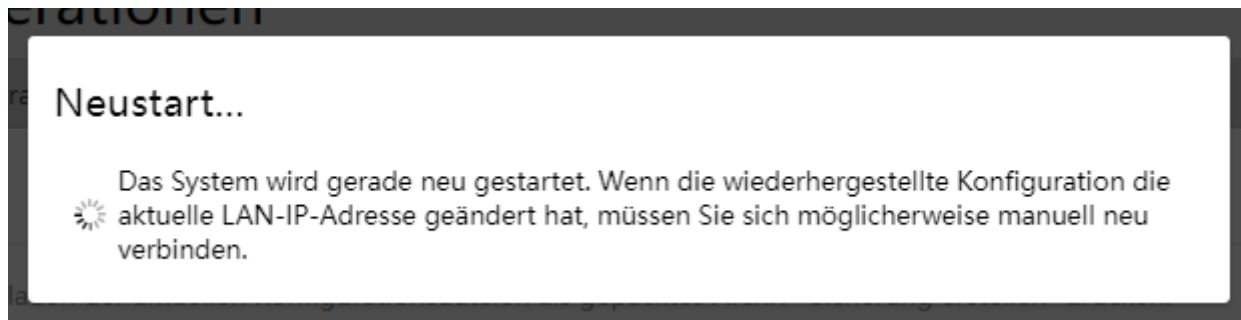 erationen
Neustart...
Das System wird gerade neu gestartet. Wenn die wiederhergestellte Konfiguration die
aktuelle LAN-IP-Adresse geändert hat, müssen Sie sich möglicherweise manuell neu
verbinden.